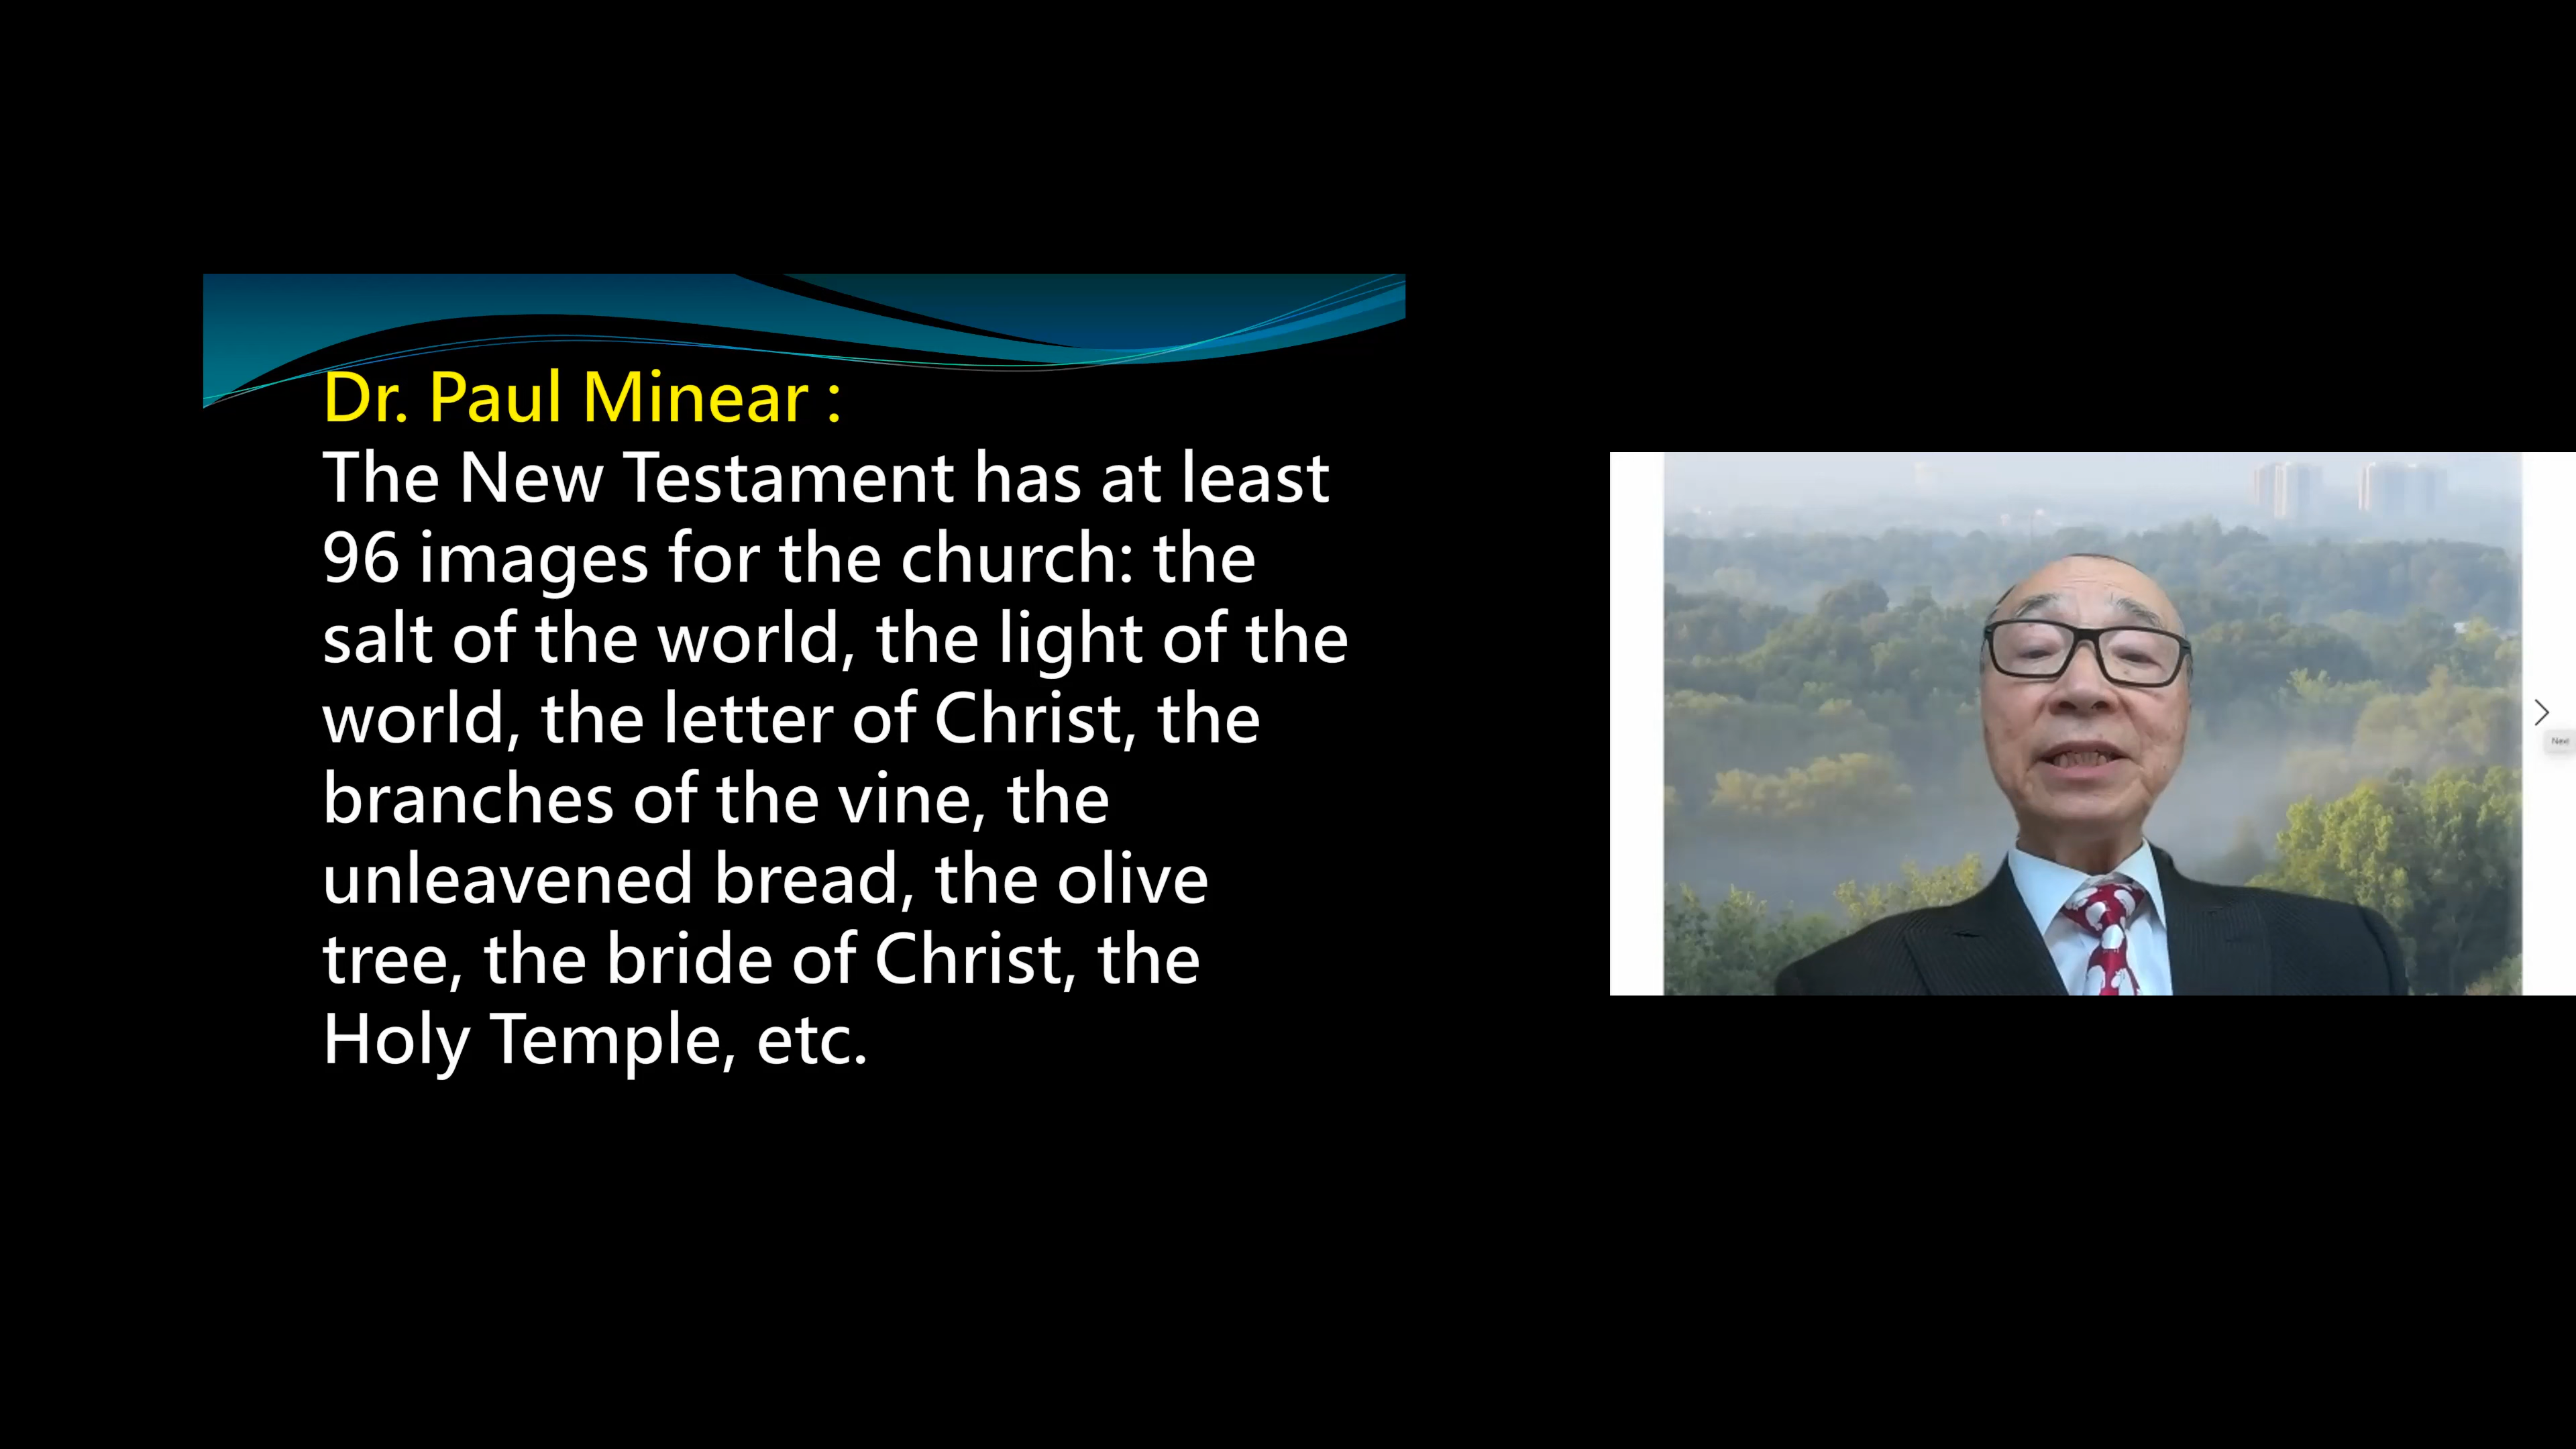 Dr. Paul Minear :
The New Testament has at least
96 images for the church: the
salt of the world, the light of the
world, the letter of Christ, the
branches of the vine, the
unleavened bread, the olive
tree, the bride of Christ, the
Holy Temple, etc.
Next